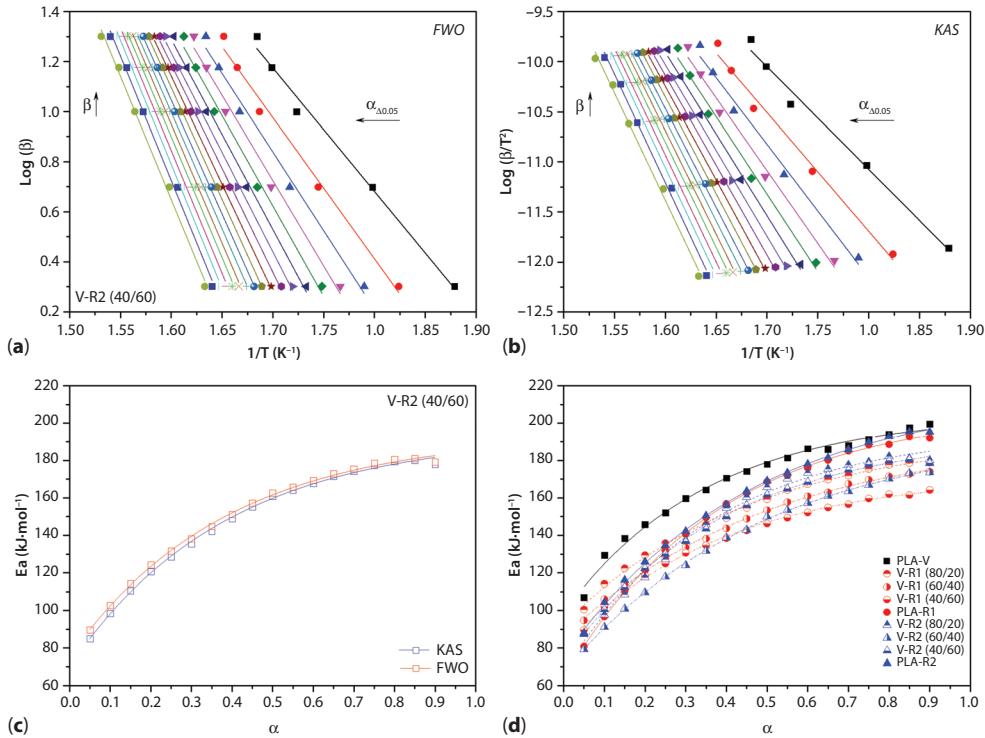 1.4
1.2
1.0
0.8
0.6
0.4
0.2
Log (β)
β
FWO
α Δ0.05
V-R2 (40/60)
1.50 1.55 1.60 1.65 1.70 1.75 1.0 1.85 1.90
(a)
1/T (K⁻¹)
−9.5
−10.0
−10.5
−11.0
−11.5
−12.0
−12.5
Log (β/T²)
β
KAS
α Δ0.05
1.50 1.55 1.60 1.65 1.70 1.75 1.0 1.85 1.90
(b)
1/T (K⁻¹)
220
200
180
160
140
120
100
80
60
Ea (kJ·mol⁻¹)
V-R2 (40/60)
KAS
FWO
0.0 0.1 0.2 0.3 0.4 0.5 0.6 0.7 0.8 0.9 1.0
(c)
α
220
200
180
160
140
120
100
80
60
Ea (kJ·mol⁻¹)
PLA-V
V-R1 (80/20)
V-R1 (60/40)
V-R1 (40/60)
PLA-R1
V-R2 (80/20)
V-R2 (60/40)
V-R2 (40/60)
PLA-R2
0.0 0.1 0.2 0.3 0.4 0.5 0.6 0.7 0.8 0.9 1.0
(d)
α